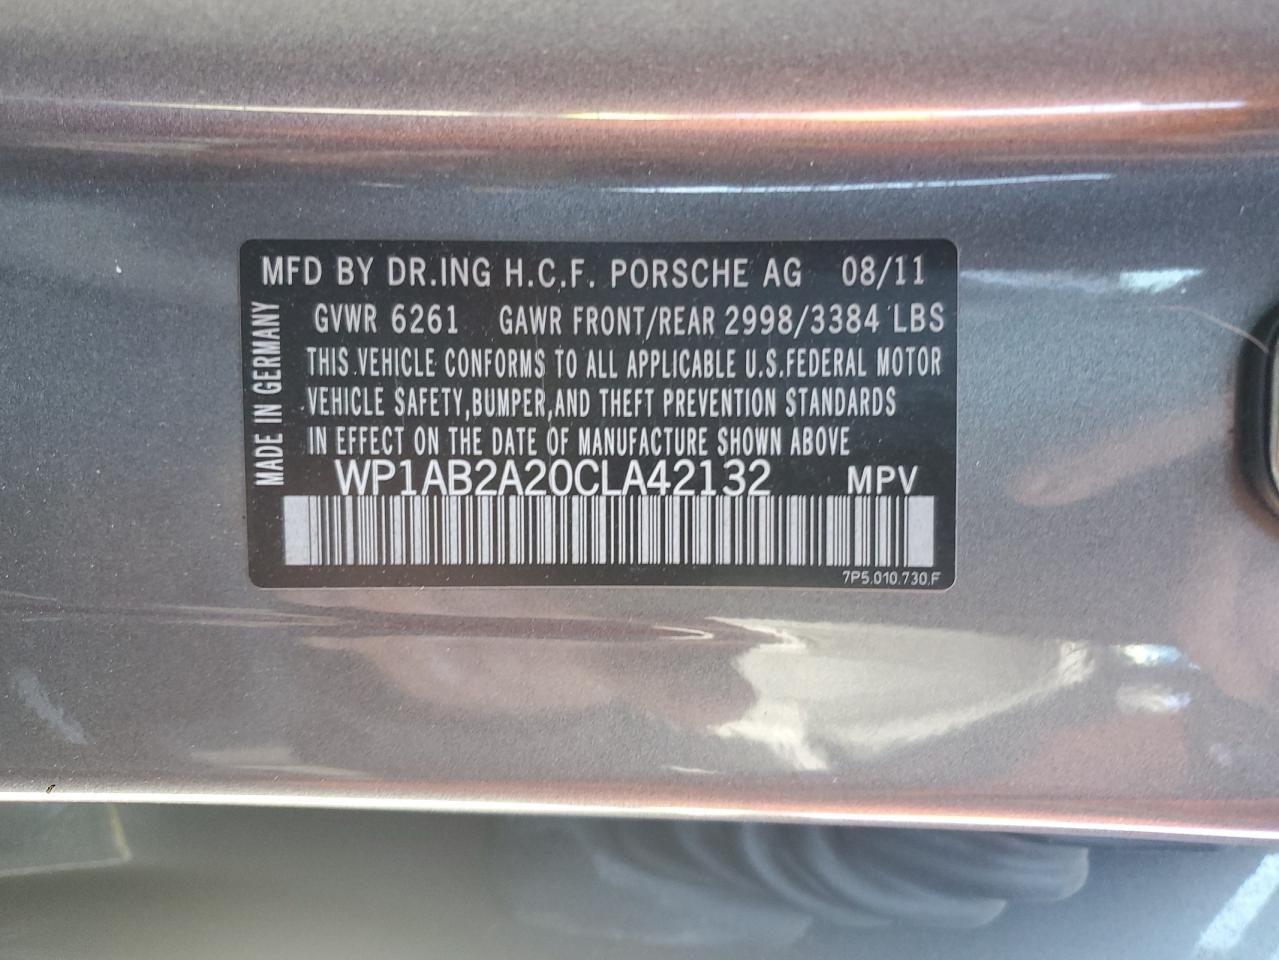 MFD BY DR.ING H.C.F. PORSCHE AG 08/11
GVWR 6261 GAWR FRONT/REAR 2998/3384 LBS
THIS VEHICLE CONFORMS TO ALL APPLICABLE U.S.FEDERAL MOTOR
VEHICLE SAFETY,BUMPER,AND THEFT PREVENTION STANDARDS
IN EFFECT ON THE DATE OF MANUFACTURE SHOWN ABOVE
WP1AB2A20CLA42132 MPV
7P5.010.730.F
MADE IN GERMANY